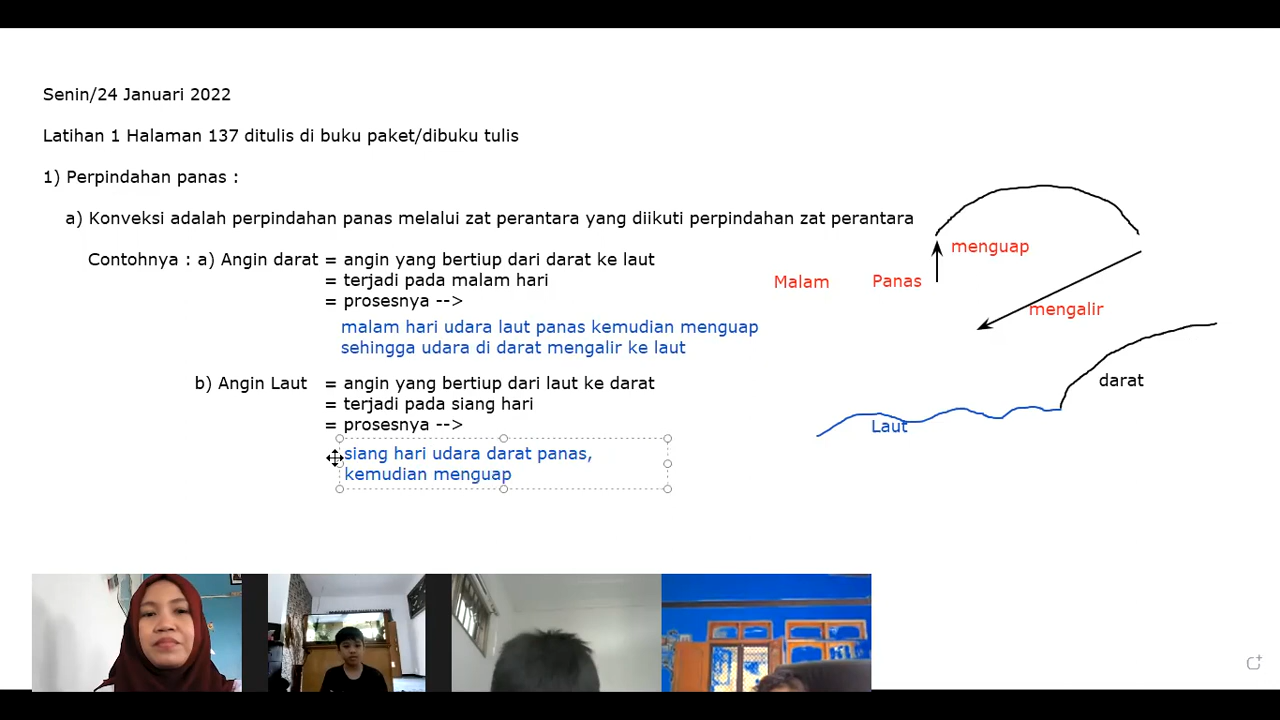 Senin/24 Januari 2022
Latihan 1 Halaman 137 ditulis di buku paket/dibuku tulis
1) Perpindahan panas :
a) Konveksi adalah perpindahan panas melalui zat perantara yang diikuti perpindahan zat perantara
Contohnya : a) Angin darat = angin yang bertiup dari darat ke laut
= terjadi pada malam hari
= prosesnya -->
malam hari udara laut panas kemudian menguap
sehingga udara di darat mengalir ke laut
b) Angin Laut = angin yang bertiup dari laut ke darat
= terjadi pada siang hari
= prosesnya -->
siang hari udara darat panas,
kemudian menguap
menguap
Malam Panas
mengalir
darat
Laut